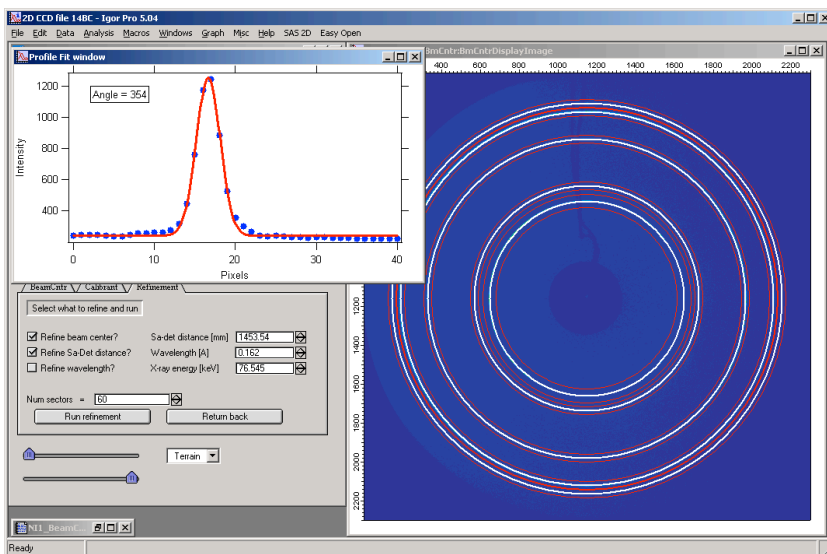 2D CCD file 14BC - Igor Pro 5.04
File Edit Data Analysis Macros Windows Graph Misc Help SAS 2D Easy Open
Profile Fit window
BmCntr:BmCntrDisplayImage
Angle = 354
1200
1000
800
600
400
Intensity
0 10 20 30 40
Pixels
400 600 800 1000 1200 1400 1600 1800 2000 2200
1200
1400
1600
1800
2000
2200
BeamCntr Calibrant Refinement
Select what to refine and run
Refine beam center? Sa-det distance [mm] 1453.54
Refine Sa-Det distance? Wavelength [A] 0.162
Refine wavelength? X-ray energy [keV] 76.545
Num sectors = 60
Run refinement Return back
Terrain
NI1_BeamC...
Ready